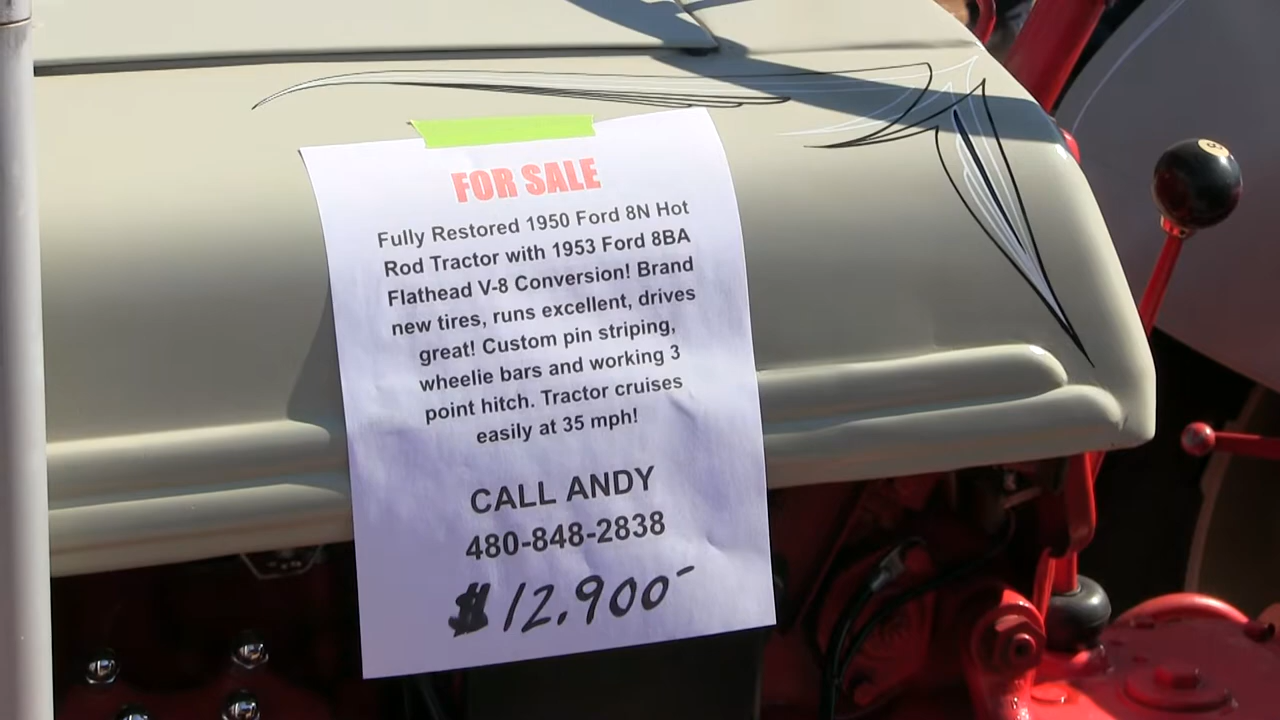 FOR SALE
Fully Restored 1950 Ford 8N Hot
Rod Tractor with 1953 Ford 8BA
Flathead V-8 Conversion! Brand
new tires, runs excellent, drives
great! Custom pin striping,
wheelie bars and working 3
point hitch. Tractor cruises
easily at 35 mph!
CALL ANDY
480-848-2838
$12.900-
8